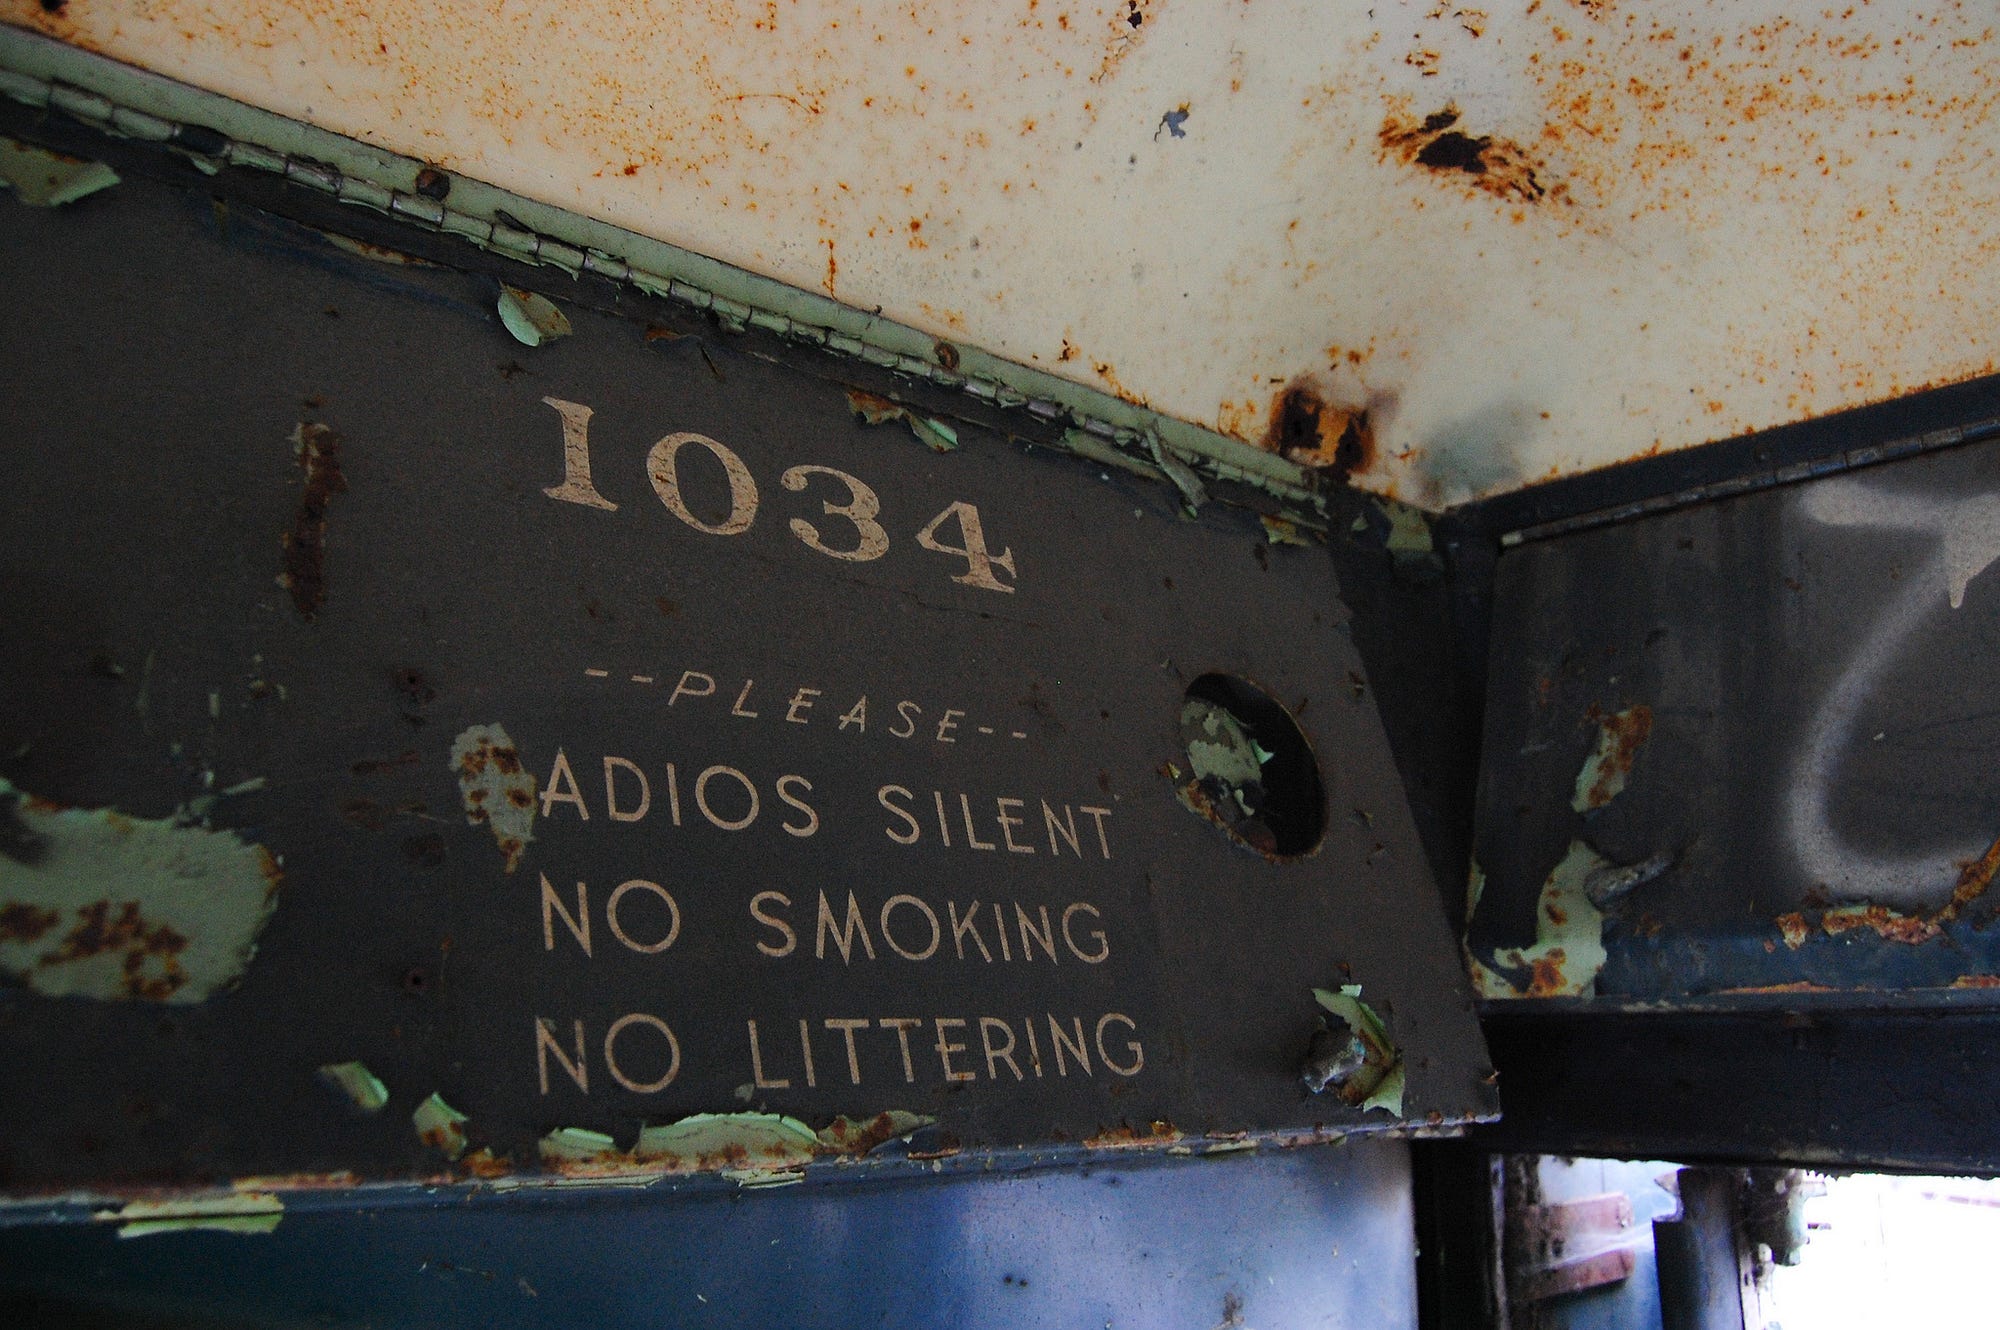 1034
--PLEASE--
ADIOS SILENT
NO SMOKING
NO LITTERING